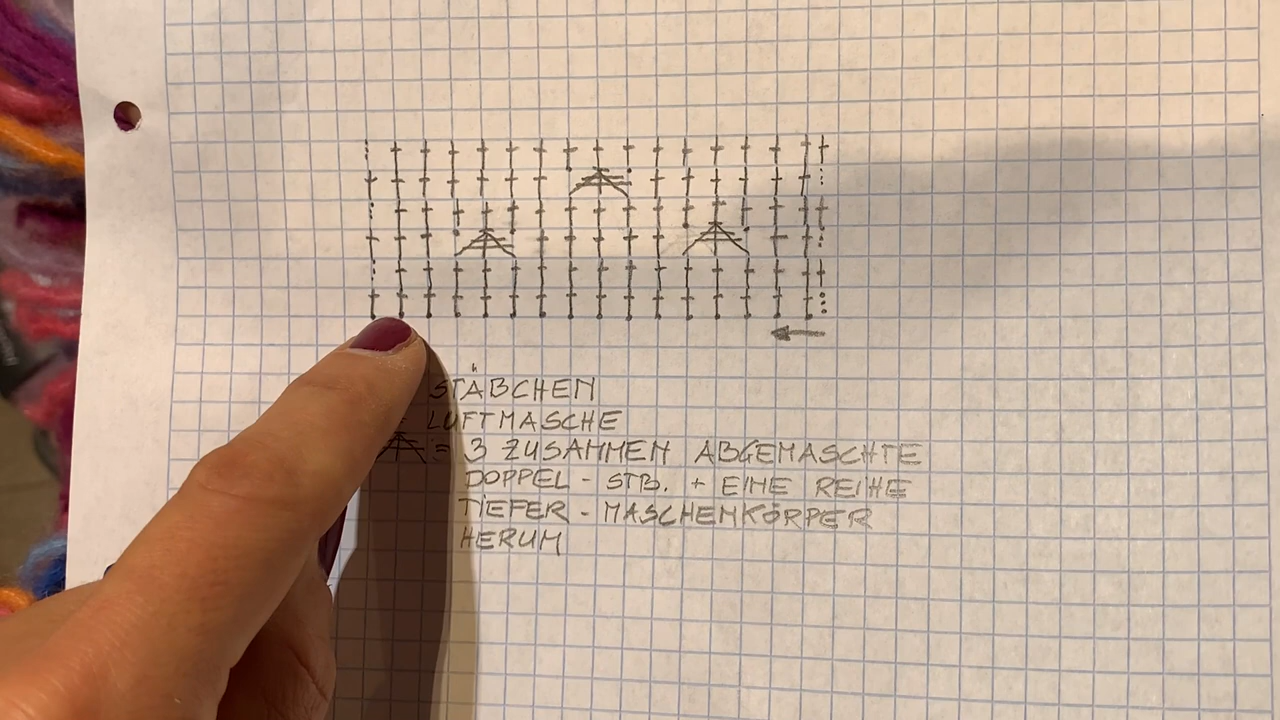 STÄBCHEN
LUFTMASCHE
= 3 ZUSAMMEN ABGEMASCHTE
DOPPEL - STB. + EINE REIHE
TIEFER - MASCHENKÖRPER
HERUM